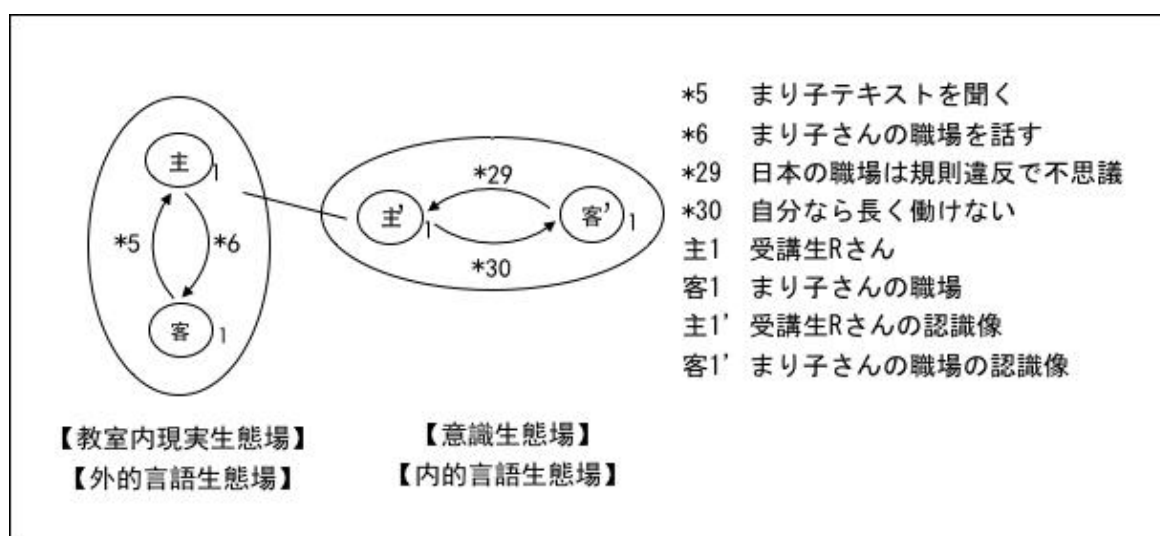 主1
*5
*6
客1
*29
主'1
客'1
*30
【教室内現実生態場】
【外的言語生態場】
【意識生態場】
【内的言語生態場】
*5 まり子テキストを聞く
*6 まり子さんの職場を話す
*29 日本の職場は規則違反で不思議
*30 自分なら長く働けない
主1 受講生Rさん
客1 まり子さんの職場
主1' 受講生Rさんの認識像
客1' まり子さんの職場の認識像